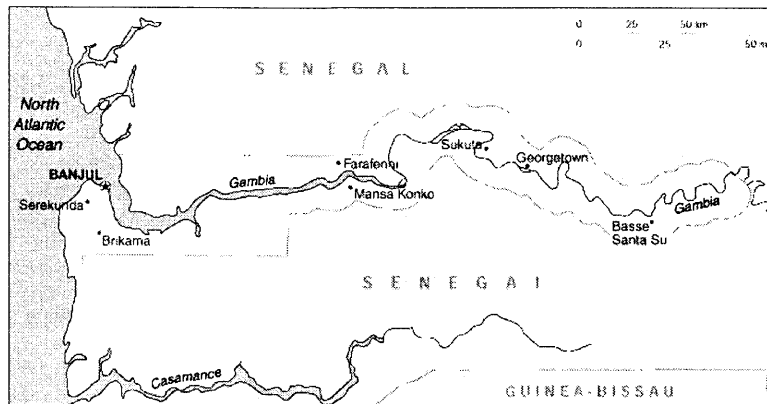 0 25 50 km
0 25 50 mi
SENEGAL
North
Atlantic
Ocean
BANJUL
Serekunda
Brikama
Gambia
Farafenni
Mansa Konko
Sukuta
Georgetown
Basse
Santa Su
Gambia
SENEGAL
Casamance
GUINEA-BISSAU